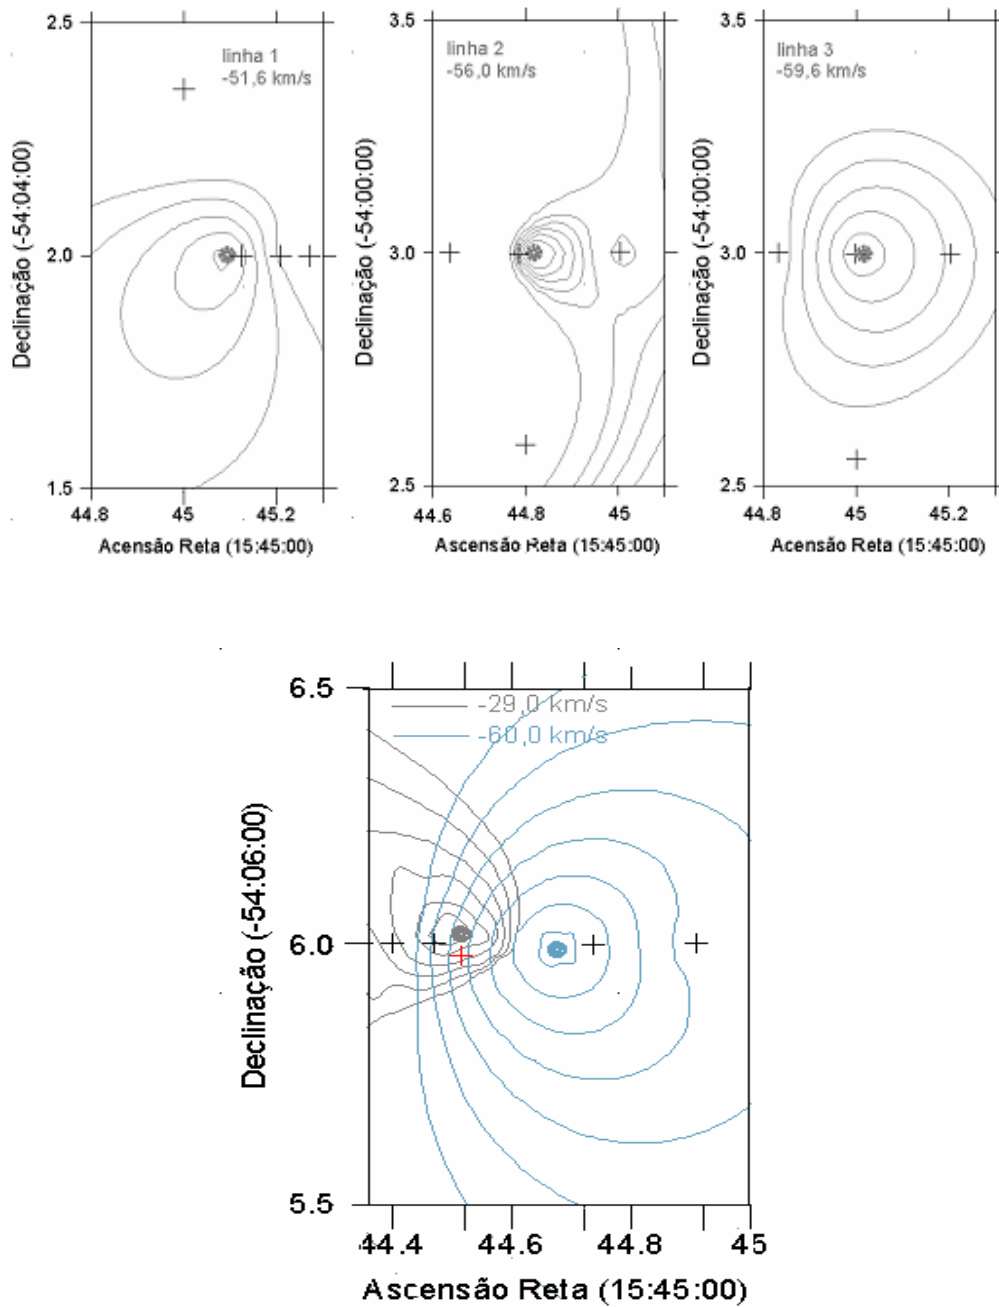 linha 1
-51,6 km/s
2.5
2.0
1.5
44.8 45 45.2
Declinação (-54:04:00)
Acensão Reta (15:45:00)
linha 2
-56,0 km/s
3.5
3.0
2.5
44.6 44.8 45
Declinação (-54:00:00)
Ascensão Reta (15:45:00)
linha 3
-59,6 km/s
3.5
3.0
2.5
44.8 45 45.2
Declinação (-54:00:00)
Acensão Reta (15:45:00)
-29,0 km/s
-60,0 km/s
6.5
6.0
5.5
44.4 44.6 44.8 45
Declinação (-54:06:00)
Ascensão Reta (15:45:00)